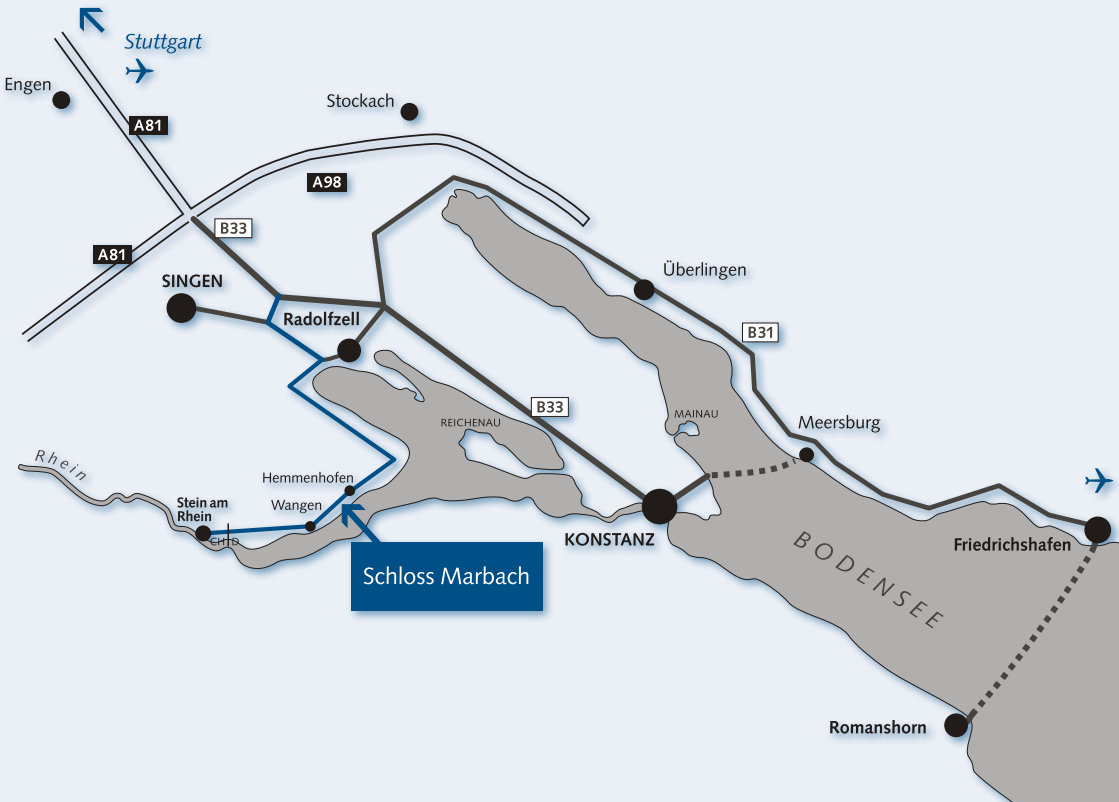 Stuttgart
Engen
Stockach
A81
A98
B33
A81
SINGEN
Überlingen
Radolfzell
B31
B33
MAINAU
REICHENAU
Meersburg
Rhein
Hemmenhofen
Stein am
Rhein
Wangen
CH
D
KONSTANZ
BODENSEE
Friedrichshafen
Schloss Marbach
Romanshorn